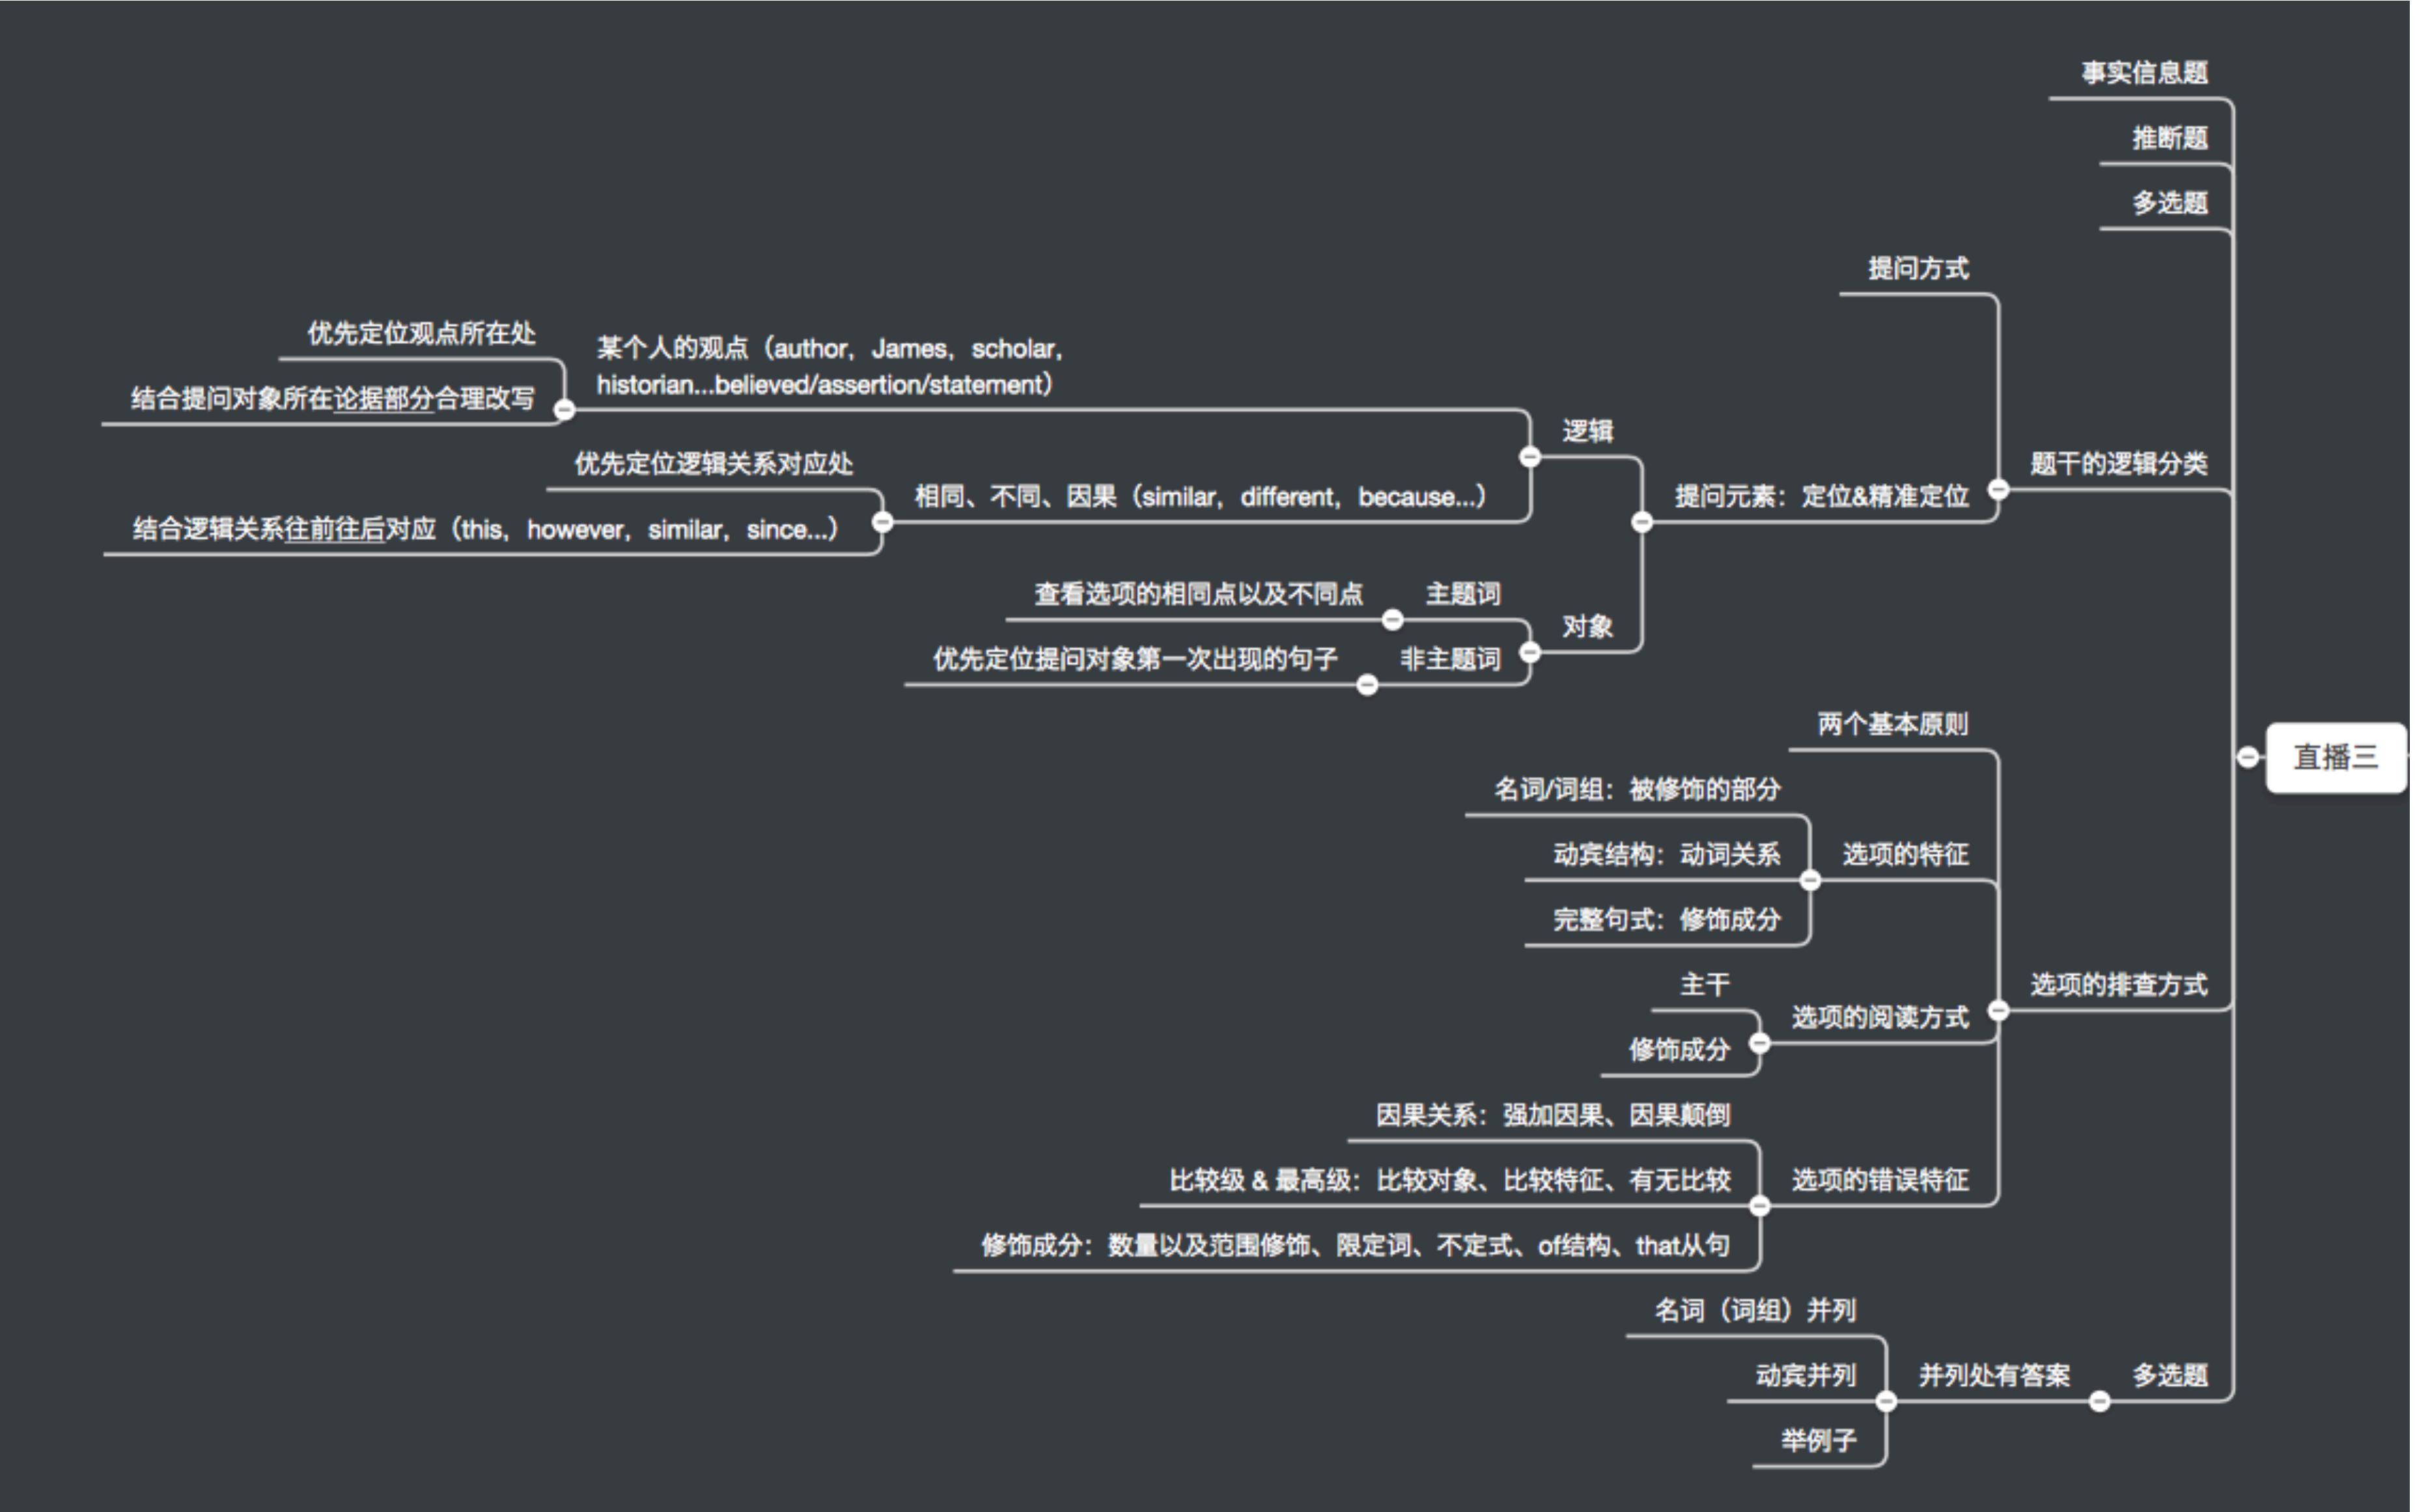 事实信息题
推断题
多选题
提问方式
优先定位观点所在处
某个人的观点（author，James，scholar，
historian...believed/assertion/statement）
结合提问对象所在论据部分合理改写
逻辑
优先定位逻辑关系对应处
题干的逻辑分类
相同、不同、因果（similar，different，because...）
提问元素：定位&精准定位
结合逻辑关系往前往后对应（this，however，similar，since...）
查看选项的相同点以及不同点
主题词
对象
优先定位提问对象第一次出现的句子
非主题词
两个基本原则
直播三
名词/词组：被修饰的部分
动宾结构：动词关系
选项的特征
完整句式：修饰成分
主干
选项的排查方式
选项的阅读方式
修饰成分
因果关系：强加因果、因果颠倒
比较级 & 最高级：比较对象、比较特征、有无比较
选项的错误特征
修饰成分：数量以及范围修饰、限定词、不定式、of结构、that从句
名词（词组）并列
动宾并列
并列处有答案
多选题
举例子